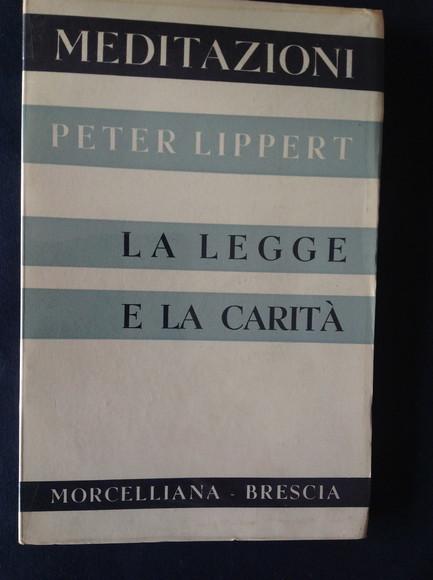 MEDITAZIONI
PETER LIPPERT
LA LEGGE
E LA CARITÀ
MORCELLIANA - BRESCIA